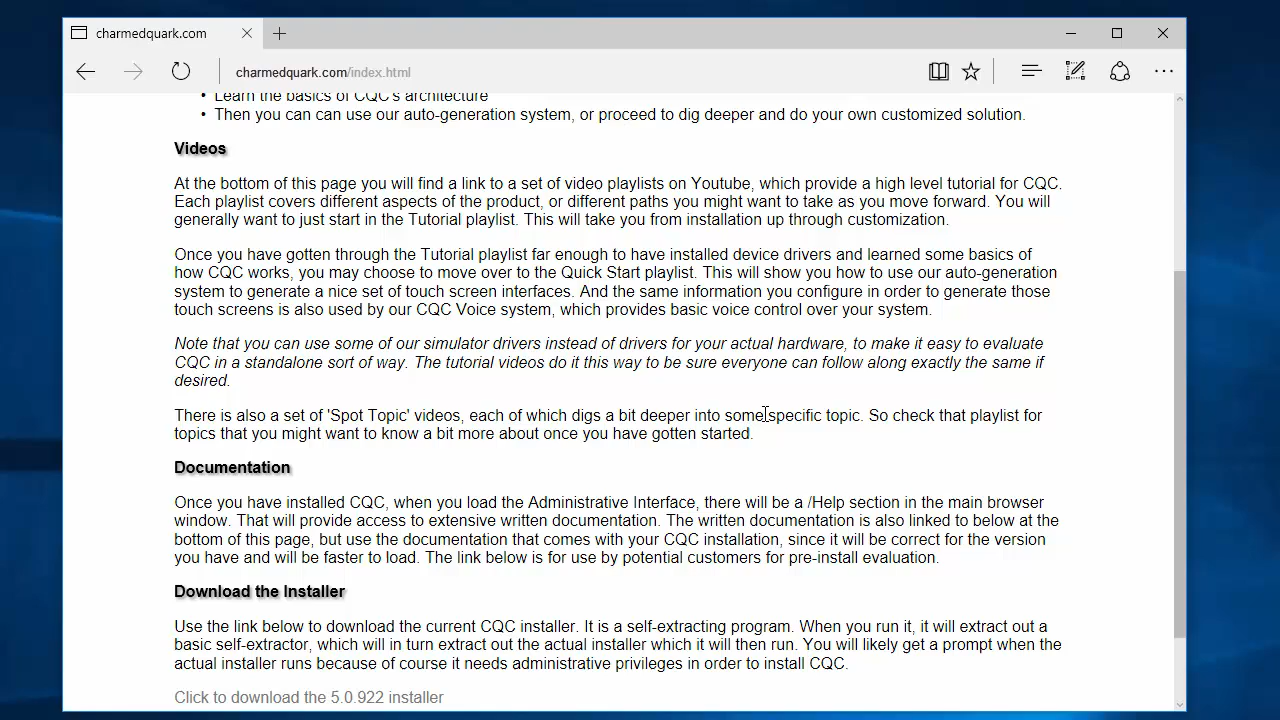 charmedquark.com
charmedquark.com/index.html
• Learn the basics of CQC's architecture
• Then you can can use our auto-generation system, or proceed to dig deeper and do your own customized solution.
Videos
At the bottom of this page you will find a link to a set of video playlists on Youtube, which provide a high level tutorial for CQC.
Each playlist covers different aspects of the product, or different paths you might want to take as you move forward. You will
generally want to just start in the Tutorial playlist. This will take you from installation up through customization.
Once you have gotten through the Tutorial playlist far enough to have installed device drivers and learned some basics of
how CQC works, you may choose to move over to the Quick Start playlist. This will show you how to use our auto-generation
system to generate a nice set of touch screen interfaces. And the same information you configure in order to generate those
touch screens is also used by our CQC Voice system, which provides basic voice control over your system.
Note that you can use some of our simulator drivers instead of drivers for your actual hardware, to make it easy to evaluate
CQC in a standalone sort of way. The tutorial videos do it this way to be sure everyone can follow along exactly the same if
desired.
There is also a set of 'Spot Topic' videos, each of which digs a bit deeper into some specific topic. So check that playlist for
topics that you might want to know a bit more about once you have gotten started.
Documentation
Once you have installed CQC, when you load the Administrative Interface, there will be a /Help section in the main browser
window. That will provide access to extensive written documentation. The written documentation is also linked to below at the
bottom of this page, but use the documentation that comes with your CQC installation, since it will be correct for the version
you have and will be faster to load. The link below is for use by potential customers for pre-install evaluation.
Download the Installer
Use the link below to download the current CQC installer. It is a self-extracting program. When you run it, it will extract out a
basic self-extractor, which will in turn extract out the actual installer which it will then run. You will likely get a prompt when the
actual installer runs because of course it needs administrative privileges in order to install CQC.
Click to download the 5.0.922 installer